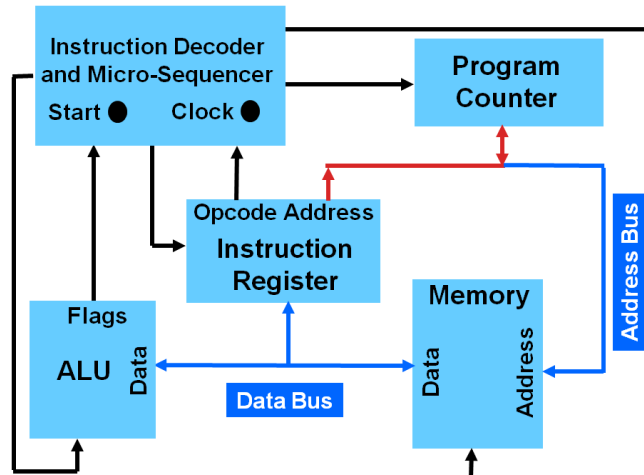 Instruction Decoder
and Micro-Sequencer
Start
Clock
Program
Counter
Opcode Address
Instruction
Register
Address Bus
Flags
ALU
Data
Data Bus
Memory
Data
Address